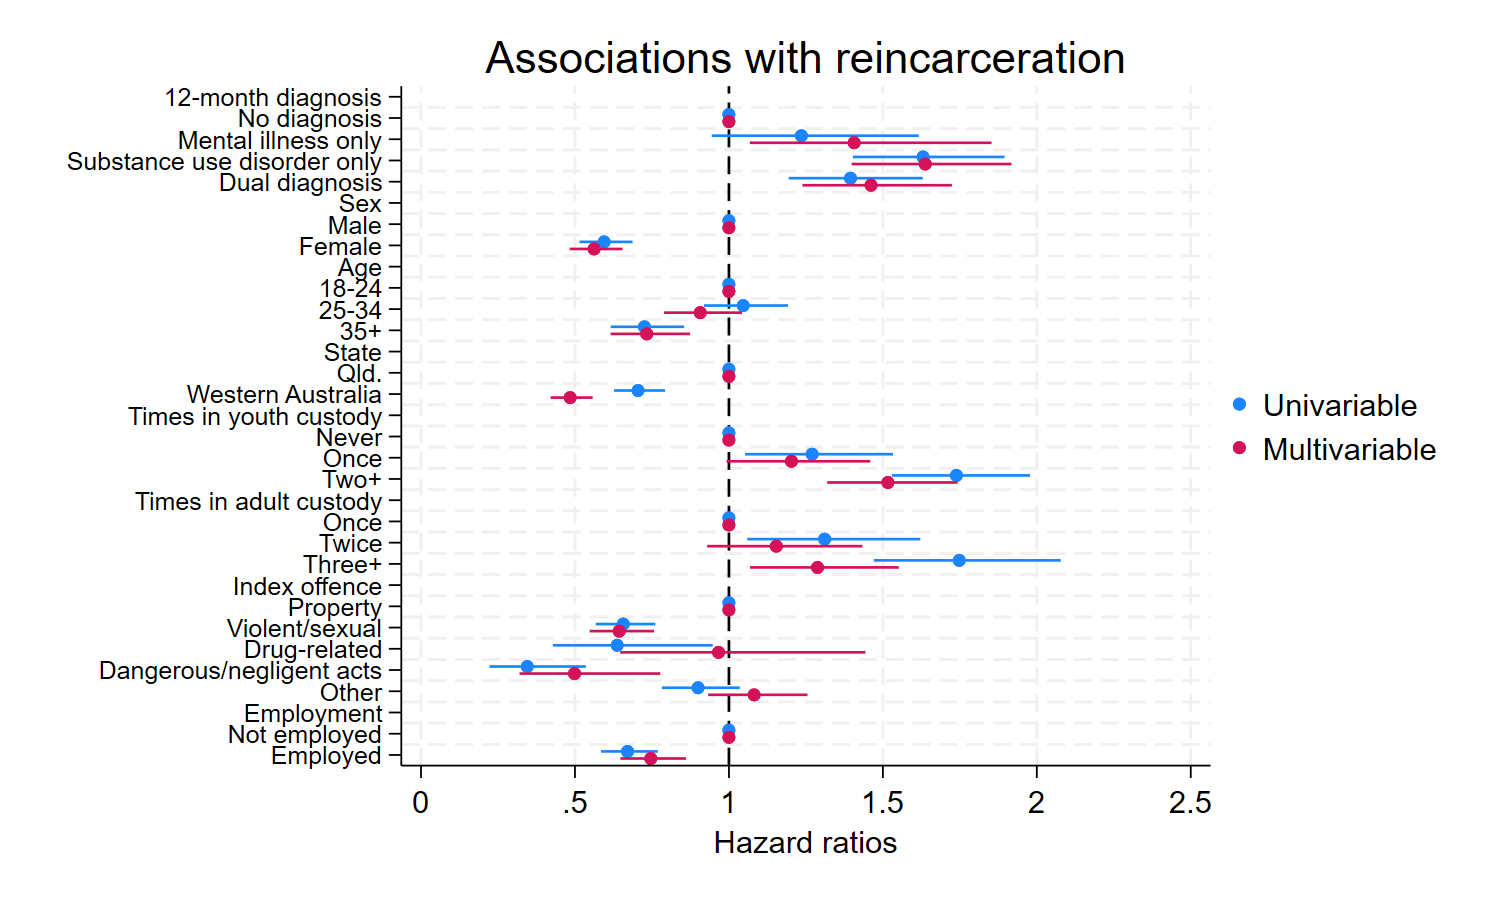 Associations with reincarceration
12-month diagnosis
No diagnosis
Mental illness only
Substance use disorder only
Dual diagnosis
Sex
Male
Female
Age
18-24
25-34
35+
State
Qld.
Western Australia
Times in youth custody
Never
Once
Two+
Times in adult custody
Once
Twice
Three+
Index offence
Property
Violent/sexual
Drug-related
Dangerous/negligent acts
Other
Employment
Not employed
Employed
0 .5 1 1.5 2 2.5
Hazard ratios
Univariable
Multivariable